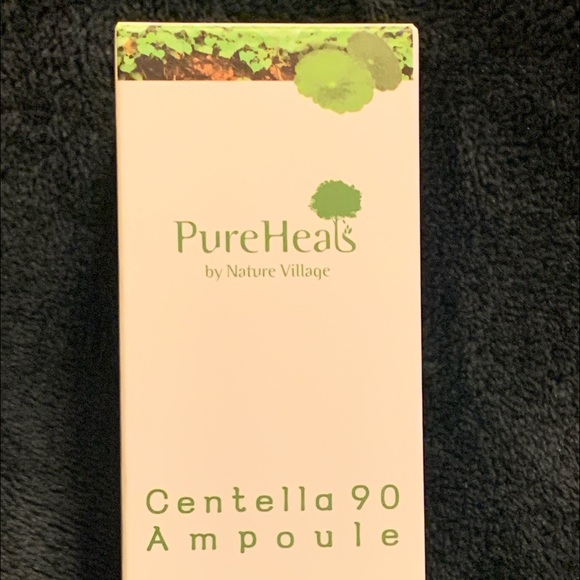 PureHeals
by Nature Village
Centella 90
Ampoule